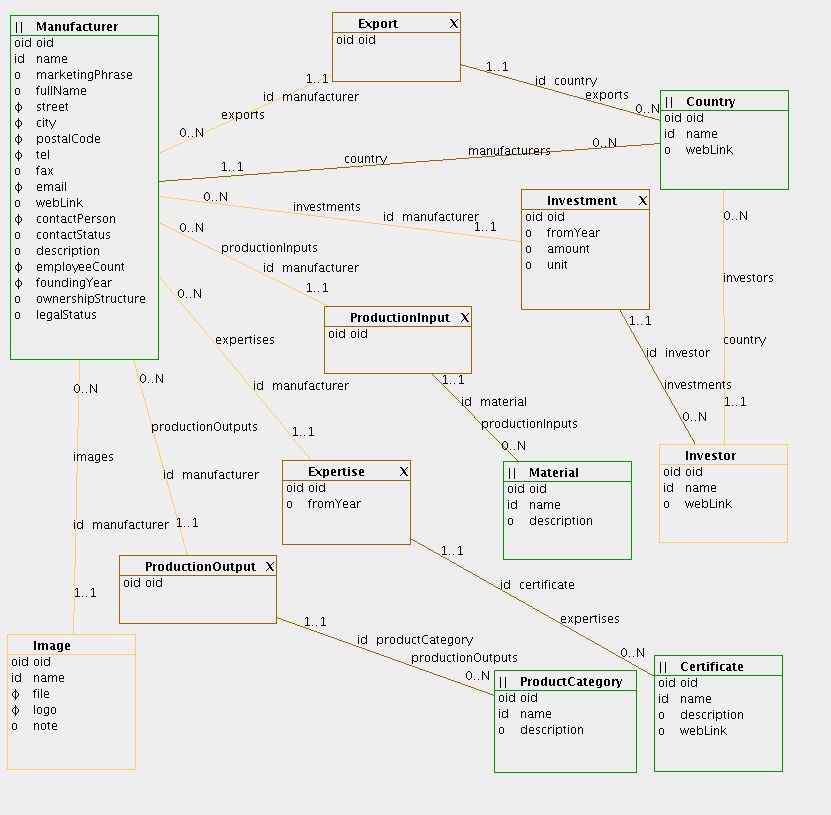 || Manufacturer
oid oid
id name
o marketingPhrase
o fullName
ϕ street
ϕ city
ϕ postalCode
ϕ tel
o fax
ϕ email
o webLink
ϕ contactPerson
o contactStatus
o description
ϕ employeeCount
ϕ foundingYear
o ownershipStructure
o legalStatus
Export X
oid oid
1..1
id manufacturer
exports
0..N
1..1
id country
exports
0..N
|| Country
oid oid
id name
o webLink
1..1
country
manufacturers
0..N
0..N
investments
id manufacturer
1..1
Investment X
oid oid
o fromYear
o amount
o unit
0..N
productionInputs
id manufacturer
1..1
ProductionInput X
oid oid
0..N
investors
country
1..1
1..1
id investor
investments
0..N
Investor
oid oid
id name
o webLink
0..N
expertises
id manufacturer
1..1
1..1
id material
productionInputs
0..N
Expertise X
oid oid
o fromYear
|| Material
oid oid
id name
o description
0..N
images
id manufacturer
1..1
0..N
productionOutputs
id manufacturer
1..1
ProductionOutput X
oid oid
1..1
id certificate
expertises
0..N
1..1
id productCategory
productionOutputs
0..N
Image
oid oid
id name
ϕ file
ϕ logo
o note
|| ProductCategory
oid oid
id name
o description
|| Certificate
oid oid
id name
o description
o webLink